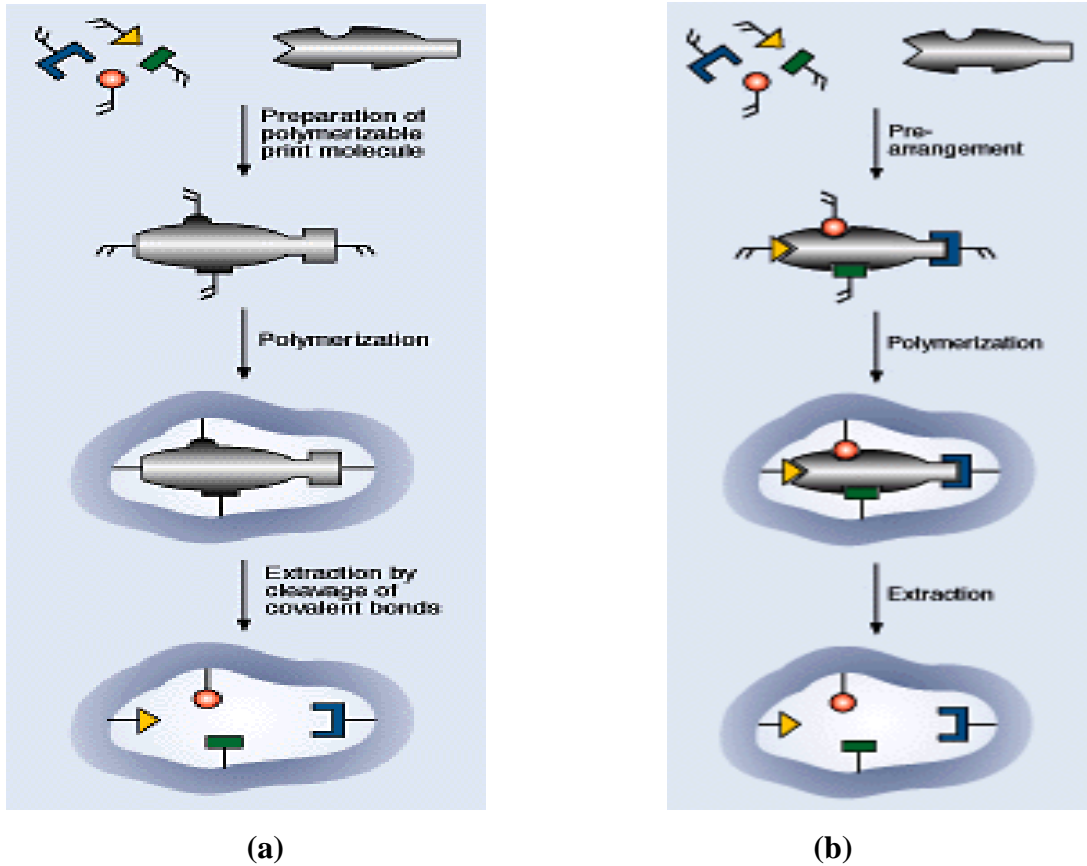 Preparation of
polymerizable
print molecule
Polymerization
Extraction by
cleavage of
covalent bonds
(a)
Pre-
arrangement
Polymerization
Extraction
(b)